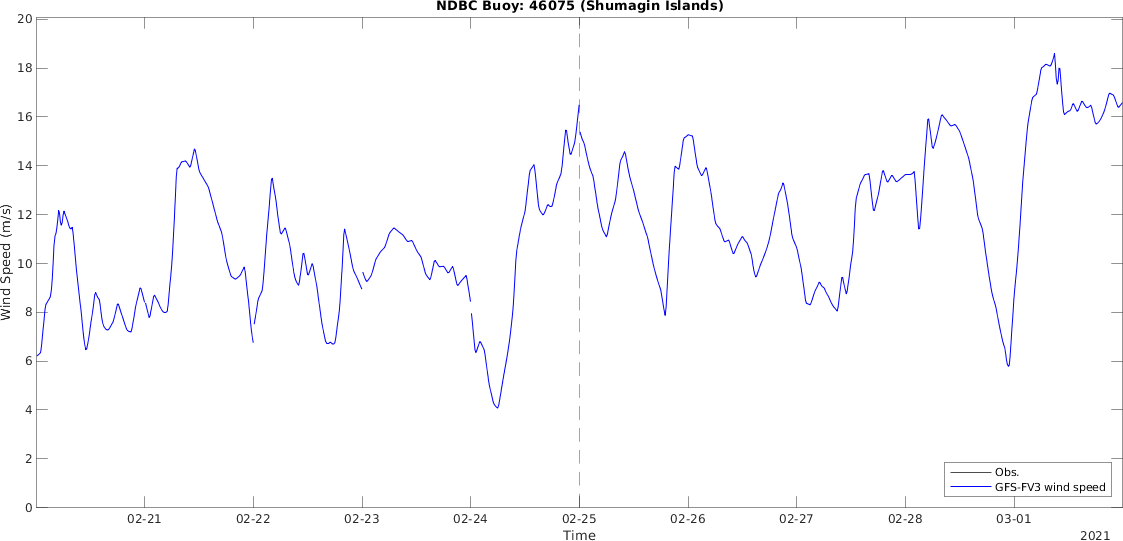 NDBC Buoy: 46075 (Shumagin Islands)
20
18
16
14
12
10
8
6
4
2
0
Wind Speed (m/s)
Obs.
GFS-FV3 wind speed
02-21 02-22 02-23 02-24 02-25 02-26 02-27 02-28 03-01
Time
2021